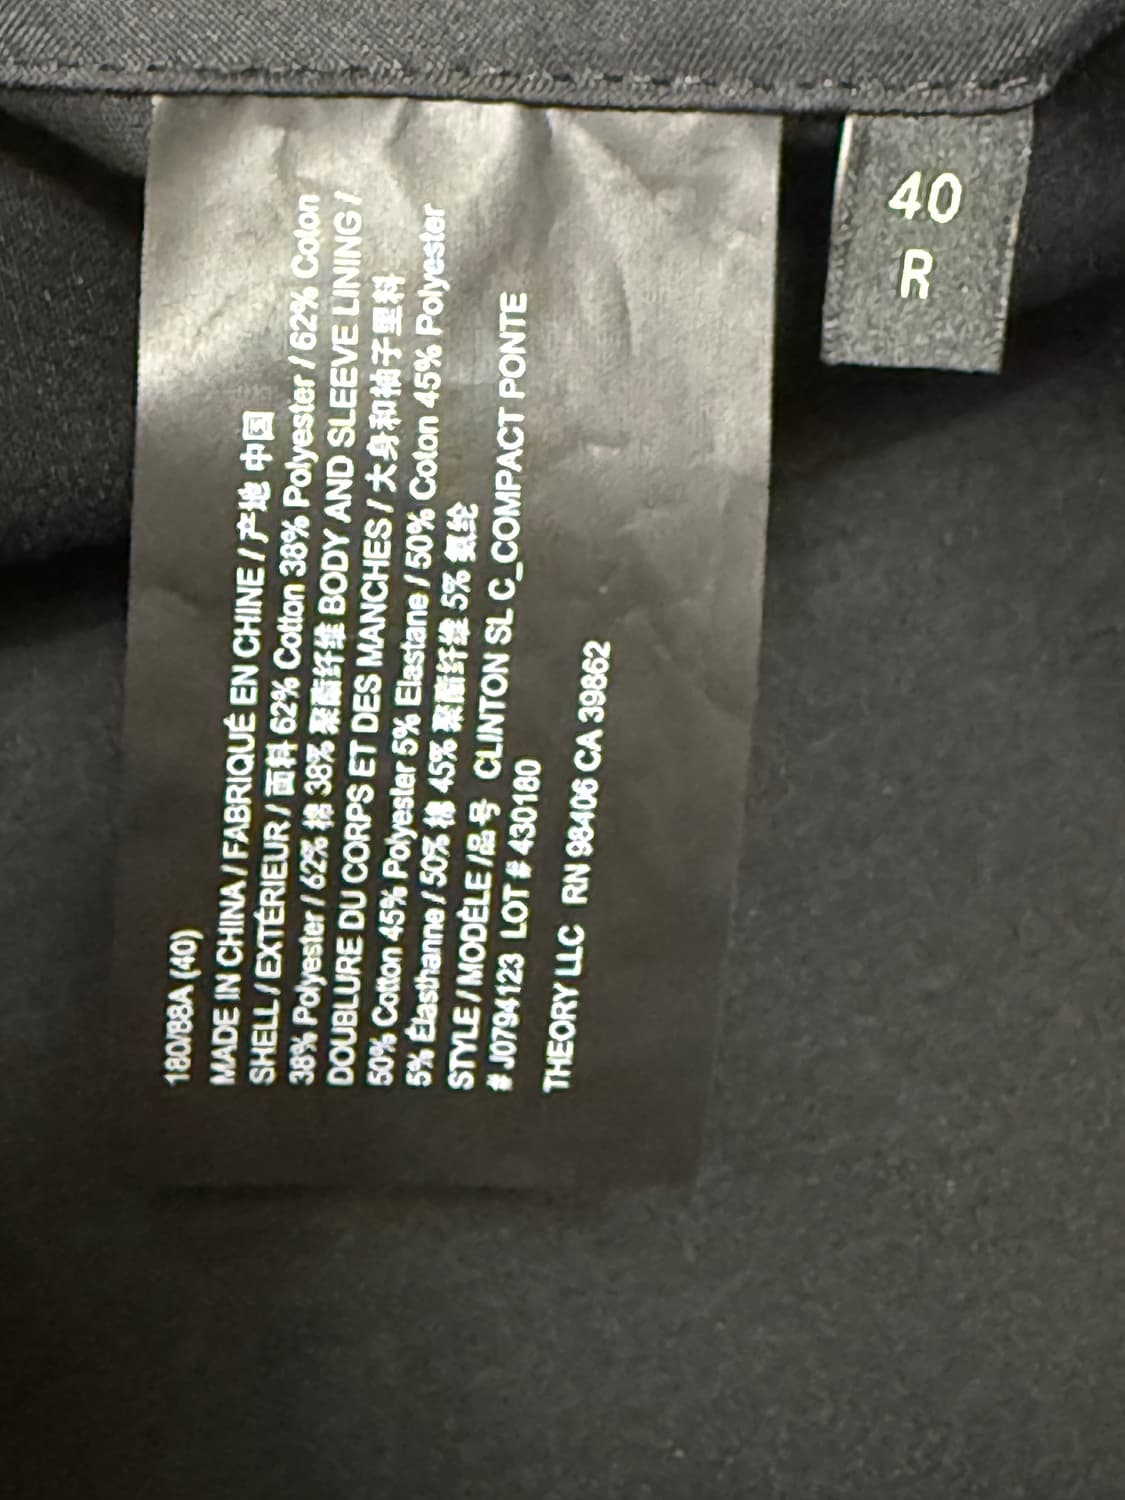 180/88A (40)
MADE IN CHINA / FABRIQUÉ EN CHINE / 产地 中国
SHELL / EXTÉRIEUR / 面料 62% Cotton 38% Polyester / 62% Coton
38% Polyester / 62% 棉 38% 聚酯纤维 BODY AND SLEEVE LINING /
DOUBLURE DU CORPS ET DES MANCHES / 大身和袖子里料
50% Cotton 45% Polyester 5% Elastane / 50% Coton 45% Polyester
5% Élasthanne / 50% 棉 45% 聚酯纤维 5% 氨纶
STYLE / MODÈLE / 品号 CLINTON SL C_COMPACT PONTE
# J0794123 LOT # 430180
THEORY LLC RN 98406 CA 39862
40
R